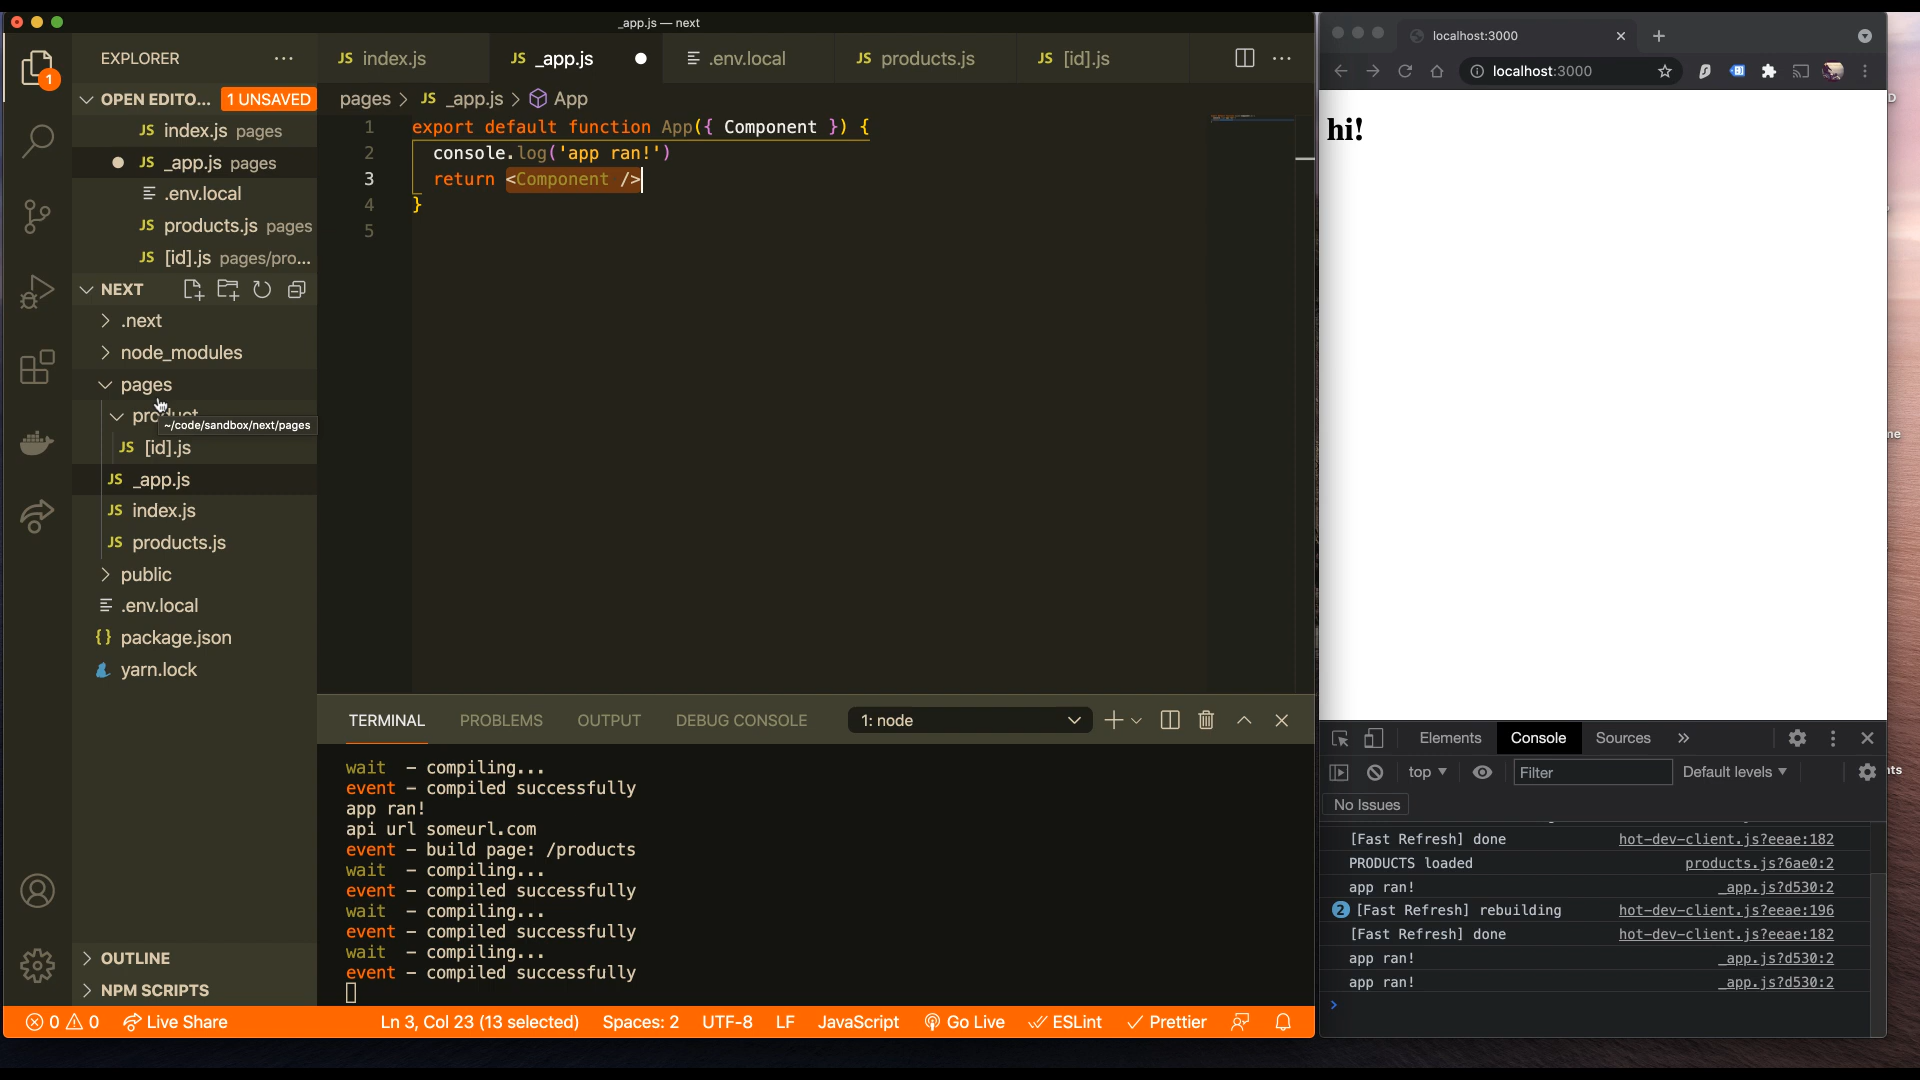 _app.js — next
EXPLORER
1
OPEN EDITO... 1 UNSAVED
JS index.js pages
JS _app.js pages
.env.local
JS products.js pages
JS [id].js pages/pro...
NEXT
.next
node_modules
pages
product
~/code/sandbox/next/pages
JS [id].js
JS _app.js
JS index.js
JS products.js
public
.env.local
{} package.json
yarn.lock
OUTLINE
NPM SCRIPTS
JS index.js
JS _app.js
.env.local
JS products.js
JS [id].js
pages > JS _app.js > App
1 export default function App({ Component }) {
2 console.log('app ran!')
3 return <Component />
4 }
5
TERMINAL PROBLEMS OUTPUT DEBUG CONSOLE 1: node
wait - compiling...
event - compiled successfully
app ran!
api url someurl.com
event - build page: /products
wait - compiling...
event - compiled successfully
wait - compiling...
event - compiled successfully
wait - compiling...
event - compiled successfully
0 0 Live Share Ln 3, Col 23 (13 selected) Spaces: 2 UTF-8 LF JavaScript Go Live ESLint Prettier
localhost:3000
localhost:3000
hi!
Elements Console Sources »
top Filter Default levels
No Issues
[Fast Refresh] done hot-dev-client.js?eeae:182
PRODUCTS loaded products.js?6ae0:2
app ran! _app.js?d530:2
2 [Fast Refresh] rebuilding hot-dev-client.js?eeae:196
[Fast Refresh] done hot-dev-client.js?eeae:182
app ran! _app.js?d530:2
app ran! _app.js?d530:2
>